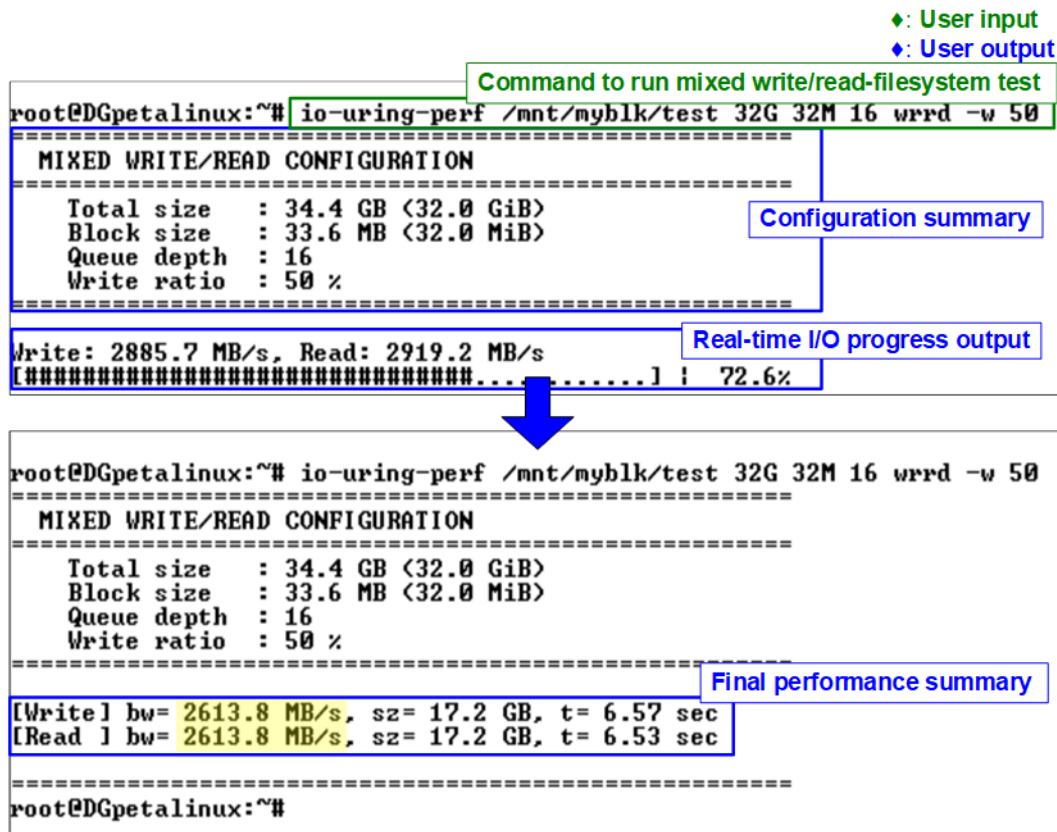 ♦: User input
♦: User output
Command to run mixed write/read-filesystem test
root@DGpetalinux:~# io-uring-perf /mnt/myblk/test 32G 32M 16 wrrd -w 50
======================================================
MIXED WRITE/READ CONFIGURATION
======================================================
Total size : 34.4 GB (32.0 GiB)
Block size : 33.6 MB (32.0 MiB)
Queue depth : 16
Write ratio : 50 %
======================================================
Configuration summary
Real-time I/O progress output
Write: 2885.7 MB/s, Read: 2919.2 MB/s
[###############################............] | 72.6%
root@DGpetalinux:~# io-uring-perf /mnt/myblk/test 32G 32M 16 wrrd -w 50
======================================================
MIXED WRITE/READ CONFIGURATION
======================================================
Total size : 34.4 GB (32.0 GiB)
Block size : 33.6 MB (32.0 MiB)
Queue depth : 16
Write ratio : 50 %
======================================================
Final performance summary
[Write] bw= 2613.8 MB/s, sz= 17.2 GB, t= 6.57 sec
[Read ] bw= 2613.8 MB/s, sz= 17.2 GB, t= 6.53 sec
======================================================
root@DGpetalinux:~#